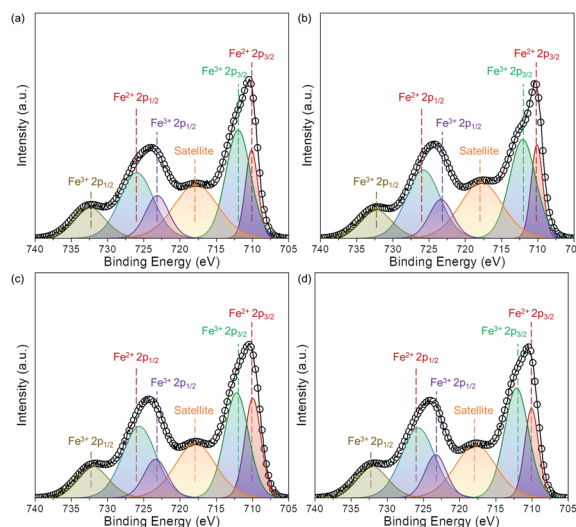 (a)
Fe²⁺ 2p₃/₂
Fe³⁺ 2p₃/₂
Fe²⁺ 2p₁/₂
Fe³⁺ 2p₁/₂
Satellite
Fe³⁺ 2p₁/₂
Intensity (a.u.)
740 735 730 725 720 715 710 705
Binding Energy (eV)
(b)
Fe²⁺ 2p₃/₂
Fe³⁺ 2p₃/₂
Fe²⁺ 2p₁/₂
Fe³⁺ 2p₁/₂
Satellite
Fe³⁺ 2p₁/₂
Intensity (a.u.)
740 735 730 725 720 715 710
Binding Energy (eV)
(c)
Fe²⁺ 2p₃/₂
Fe³⁺ 2p₃/₂
Fe²⁺ 2p₁/₂
Fe³⁺ 2p₁/₂
Satellite
Fe³⁺ 2p₁/₂
Intensity (a.u.)
740 735 730 725 720 715 710 705
Binding Energy (eV)
(d)
Fe²⁺ 2p₃/₂
Fe³⁺ 2p₃/₂
Fe²⁺ 2p₁/₂
Fe³⁺ 2p₁/₂
Satellite
Fe³⁺ 2p₁/₂
Intensity (a.u.)
740 735 730 725 720 715 710 705
Binding Energy (eV)